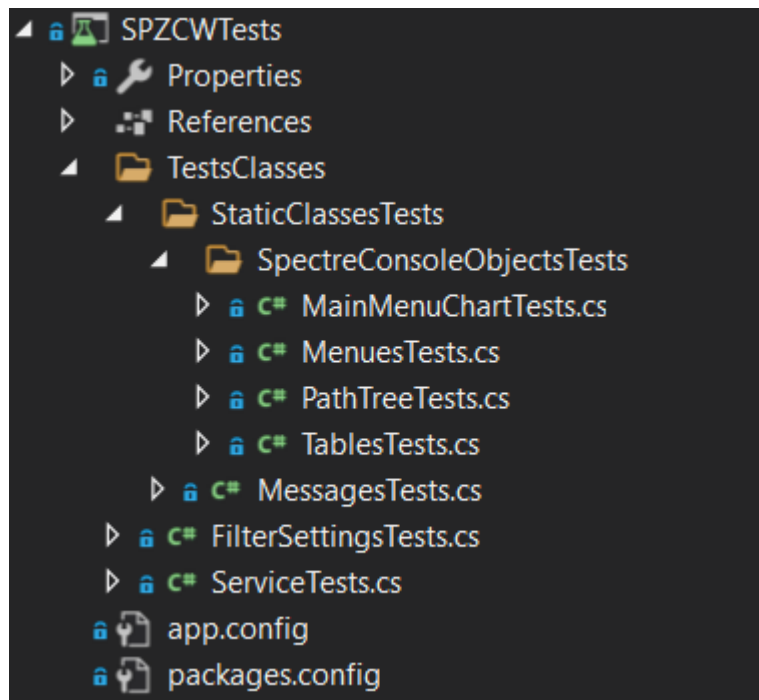 SPZCWTests
Properties
References
TestsClasses
StaticClassesTests
SpectreConsoleObjectsTests
C# MainMenuChartTests.cs
C# MenuesTests.cs
C# PathTreeTests.cs
C# TablesTests.cs
C# MessagesTests.cs
C# FilterSettingsTests.cs
C# ServiceTests.cs
app.config
packages.config